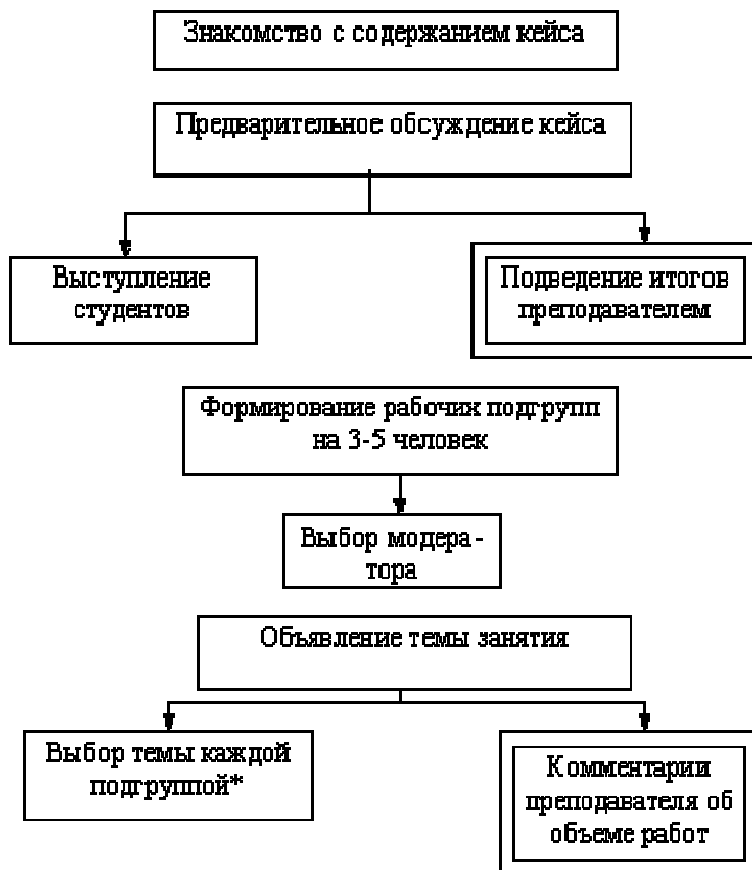 Знакомство с содержанием кейса
Предварительное обсуждение кейса
Выступление
студентов
Подведение итогов
преподавателем
Формирование рабочих подгрупп
на 3-5 человек
Выбор модера-
тора
Объявление темы занятия
Выбор темы каждой
подгруппой*
Комментарии
преподавателя об
объеме работ